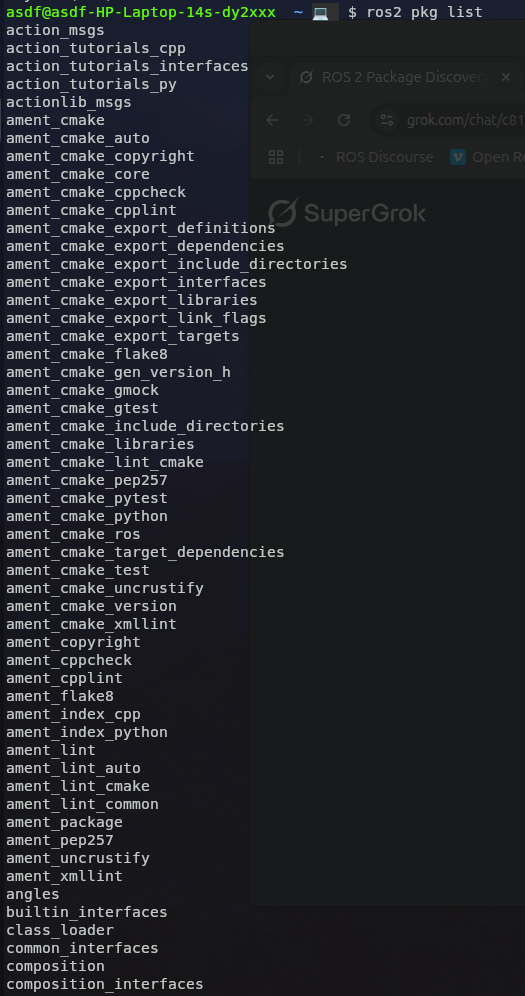 asdf@asdf-HP-Laptop-14s-dy2xxx ~ 💻 $ ros2 pkg list
action_msgs
action_tutorials_cpp
action_tutorials_interfaces
action_tutorials_py
actionlib_msgs
ament_cmake
ament_cmake_auto
ament_cmake_copyright
ament_cmake_core
ament_cmake_cppcheck
ament_cmake_cpplint
ament_cmake_export_definitions
ament_cmake_export_dependencies
ament_cmake_export_include_directories
ament_cmake_export_interfaces
ament_cmake_export_libraries
ament_cmake_export_link_flags
ament_cmake_export_targets
ament_cmake_flake8
ament_cmake_gen_version_h
ament_cmake_gmock
ament_cmake_gtest
ament_cmake_include_directories
ament_cmake_libraries
ament_cmake_lint_cmake
ament_cmake_pep257
ament_cmake_pytest
ament_cmake_python
ament_cmake_ros
ament_cmake_target_dependencies
ament_cmake_test
ament_cmake_uncrustify
ament_cmake_version
ament_cmake_xmllint
ament_copyright
ament_cppcheck
ament_cpplint
ament_flake8
ament_index_cpp
ament_index_python
ament_lint
ament_lint_auto
ament_lint_cmake
ament_lint_common
ament_package
ament_pep257
ament_uncrustify
ament_xmllint
angles
builtin_interfaces
class_loader
common_interfaces
composition
composition_interfaces
ROS 2 Package Discovery
grok.com/chat/c81
ROS Discourse
Open Re
SuperGrok